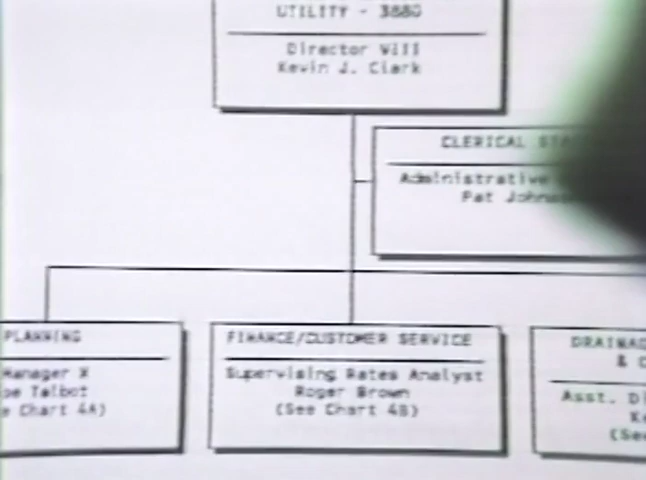 UTILITY - 3880
Director VIII
Kevin J. Clark
CLERICAL
Administrative
Pat
PLANNING
Manager X
Talbot
Chart 4A)
FINANCE/CUSTOMER SERVICE
Supervising Rates Analyst
Roger Brown
(See Chart 4B)
&
Asst.